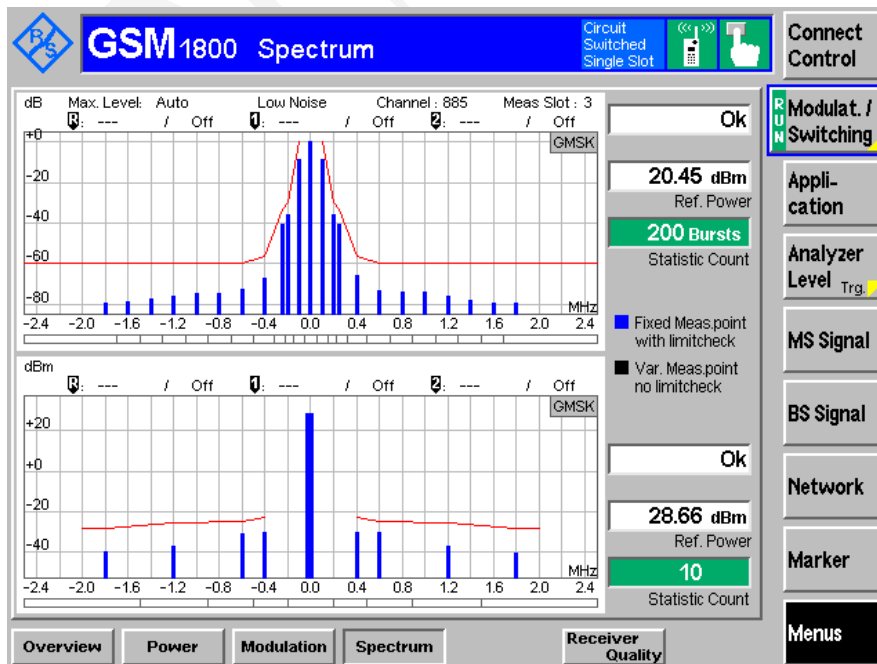 R/S
GSM 1800 Spectrum
Circuit Switched Single Slot
Connect Control
dB Max. Level: Auto Low Noise Channel : 885 Meas Slot : 3
R: --- / Off 1: --- / Off 2: --- / Off
GMSK
+0
-20
-40
-60
-80
MHz
-2.4 -2.0 -1.6 -1.2 -0.8 -0.4 0.0 0.4 0.8 1.2 1.6 2.0 2.4
Ok
20.45 dBm
Ref. Power
200 Bursts
Statistic Count
Fixed Meas.point
with limitcheck
Var. Meas.point
no limitcheck
dBm
R: --- / Off 1: --- / Off 2: --- / Off
GMSK
+20
+0
-20
-40
MHz
-2.4 -2.0 -1.6 -1.2 -0.8 -0.4 0.0 0.4 0.8 1.2 1.6 2.0 2.4
Ok
28.66 dBm
Ref. Power
10
Statistic Count
RUN
Modulat. / Switching
Appli-
cation
Analyzer
Level Trg.
MS Signal
BS Signal
Network
Marker
Menus
Overview Power Modulation Spectrum Receiver Quality